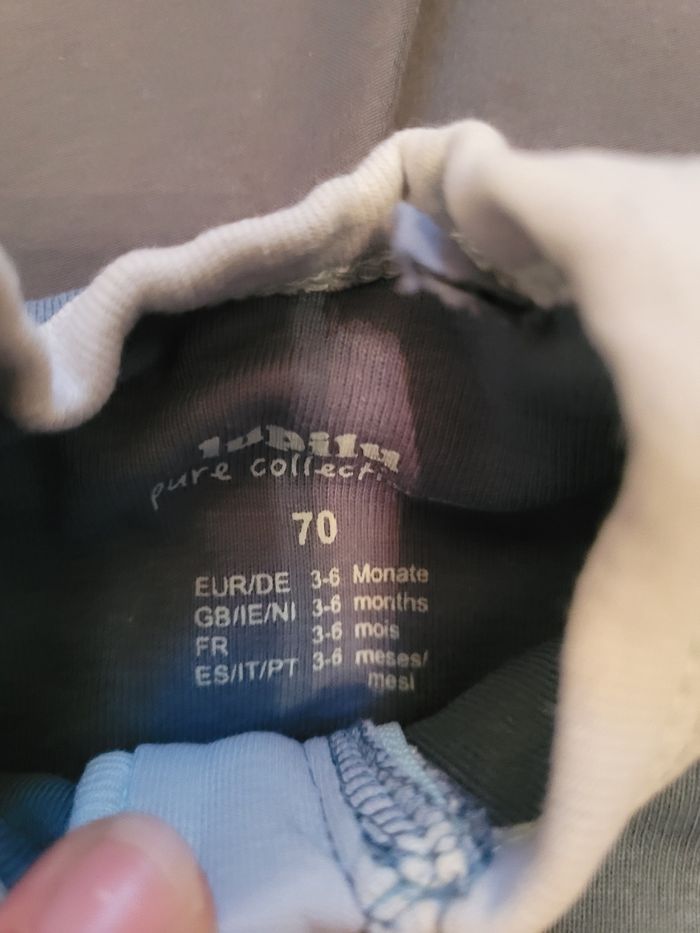 lupilu
pure collecti
70
EUR/DE 3-6 Monate
GB/IE/NI 3-6 months
FR 3-6 mois
ES/IT/PT 3-6 meses/
mesi